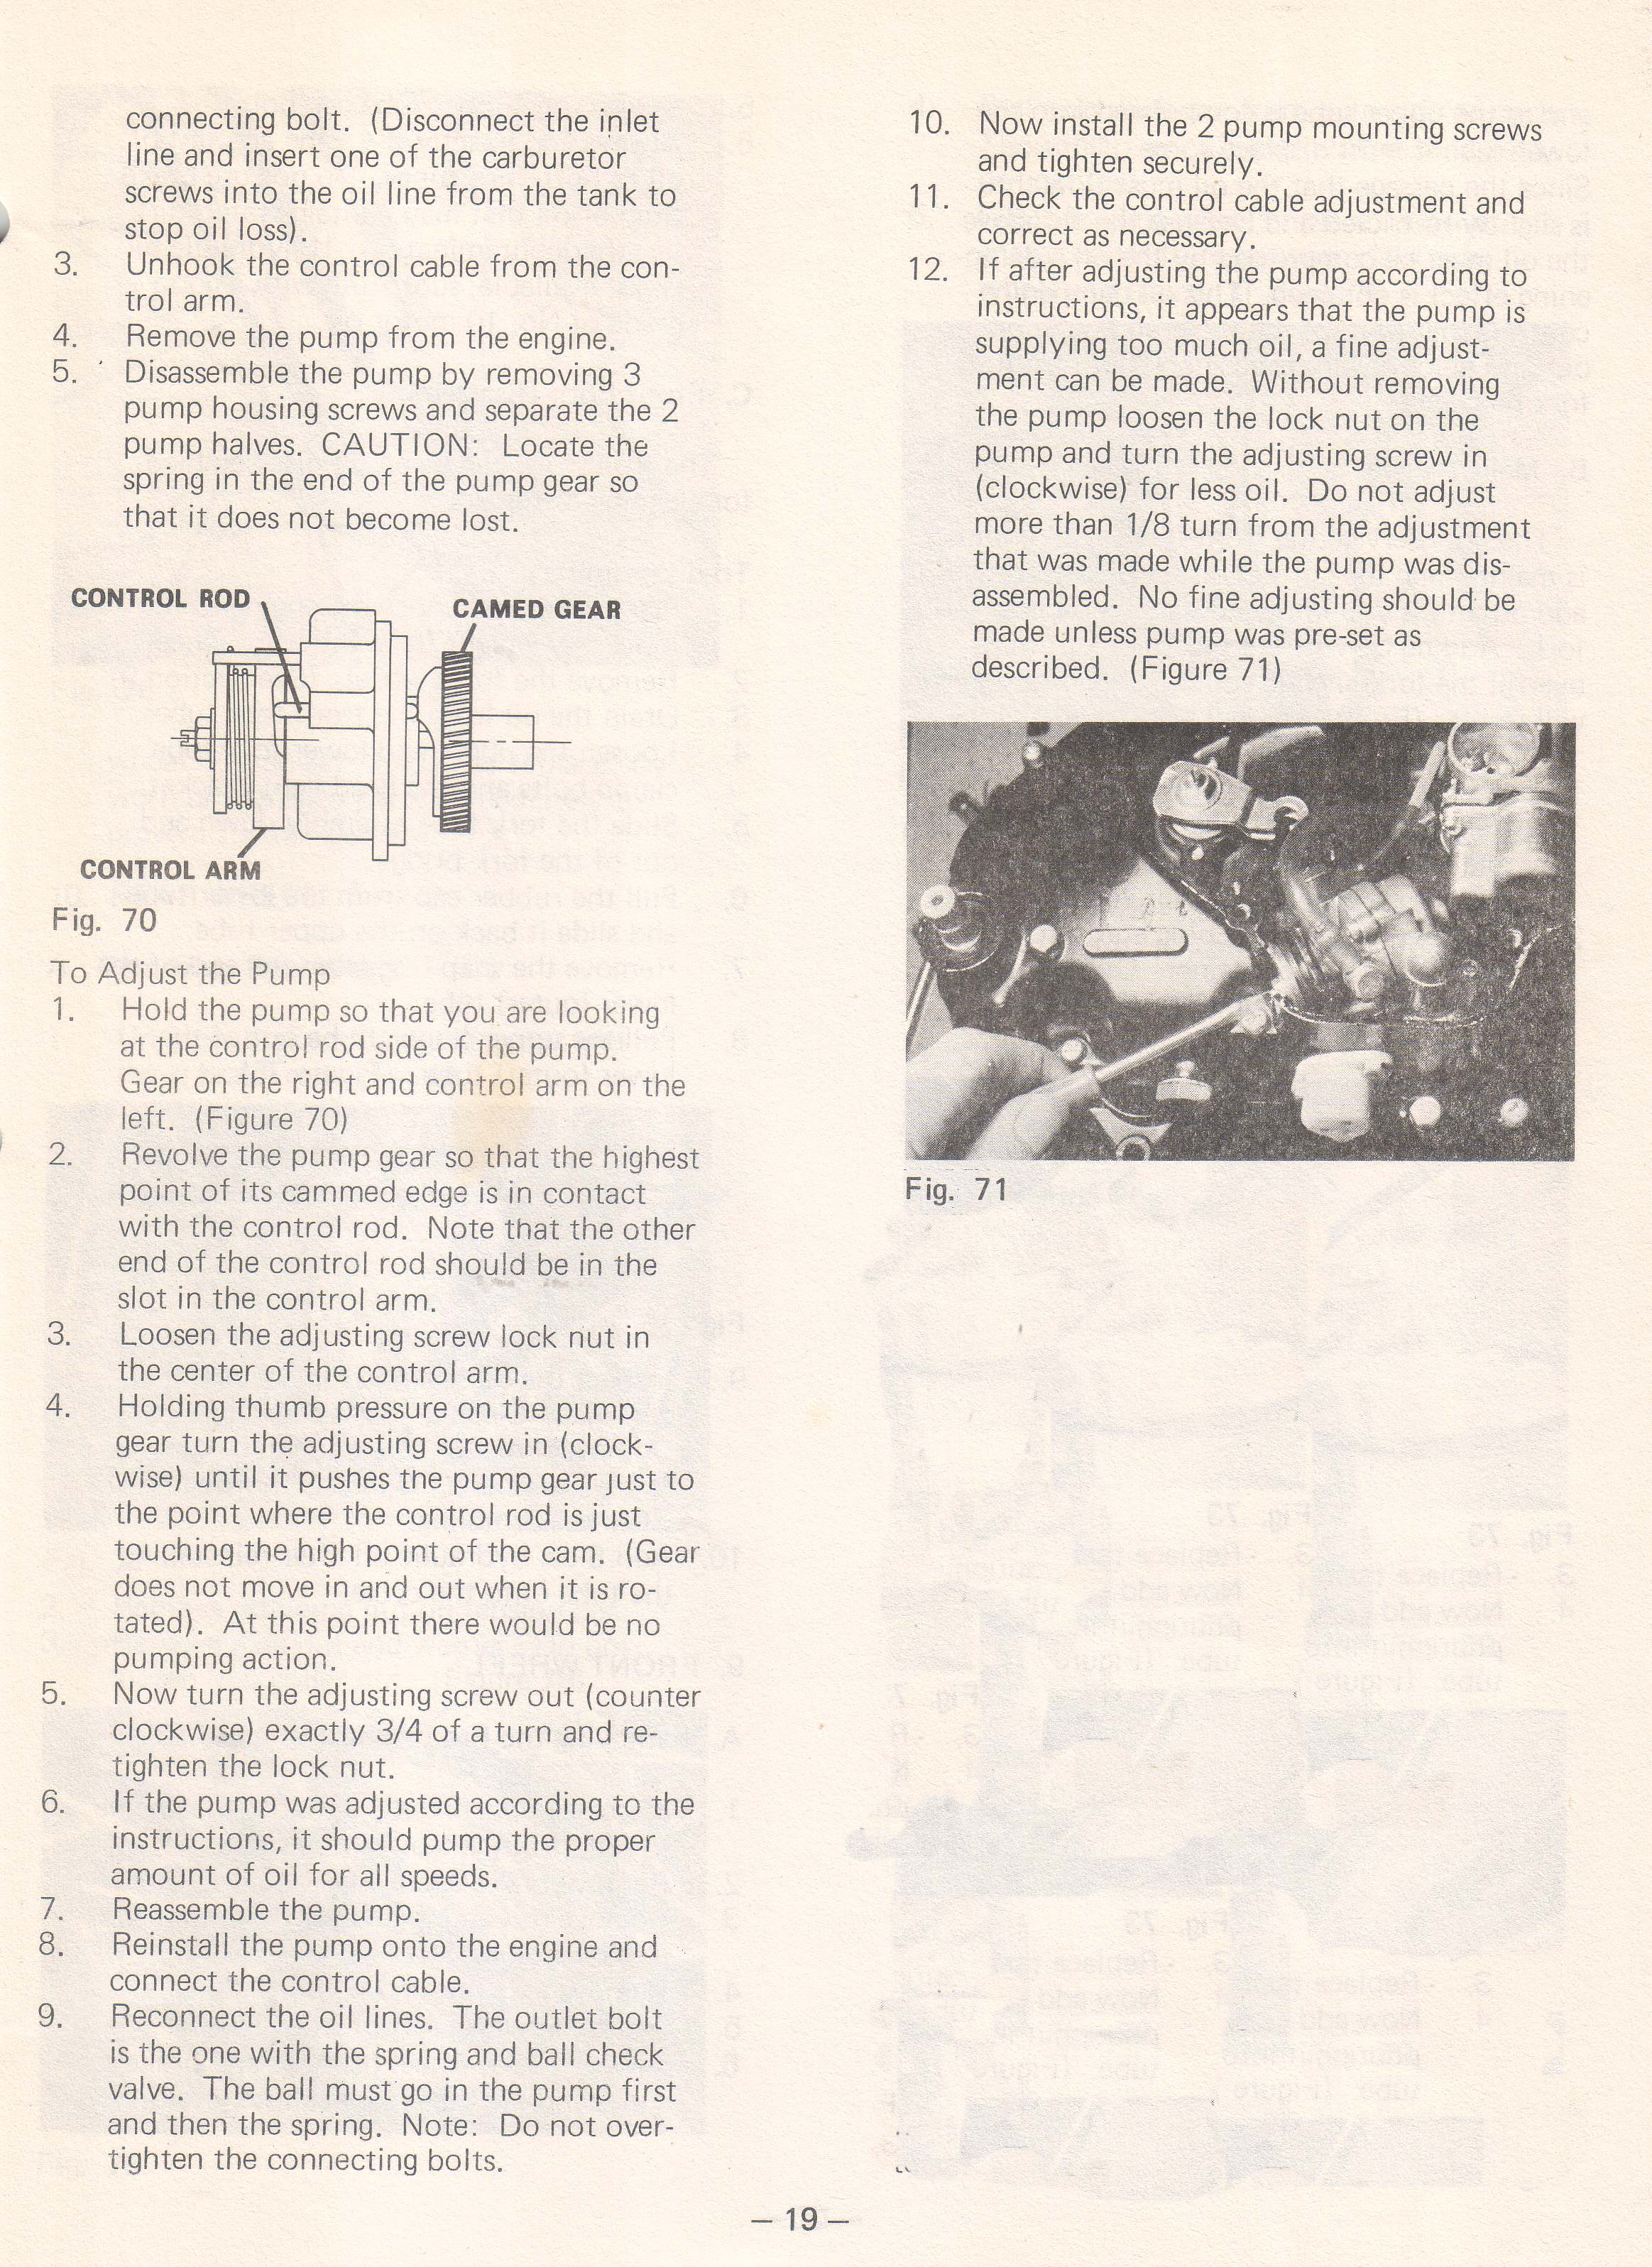 connecting bolt. (Disconnect the inlet
line and insert one of the carburetor
screws into the oil line from the tank to
stop oil loss).
3. Unhook the control cable from the con-
trol arm.
4. Remove the pump from the engine.
5. Disassemble the pump by removing 3
pump housing screws and separate the 2
pump halves. CAUTION: Locate the
spring in the end of the pump gear so
that it does not become lost.
CONTROL ROD
CAMED GEAR
CONTROL ARM
Fig. 70
To Adjust the Pump
1. Hold the pump so that you are looking
at the control rod side of the pump.
Gear on the right and control arm on the
left. (Figure 70)
2. Revolve the pump gear so that the highest
point of its cammed edge is in contact
with the control rod. Note that the other
end of the control rod should be in the
slot in the control arm.
3. Loosen the adjusting screw lock nut in
the center of the control arm.
4. Holding thumb pressure on the pump
gear turn the adjusting screw in (clock-
wise) until it pushes the pump gear just to
the point where the control rod is just
touching the high point of the cam. (Gear
does not move in and out when it is ro-
tated). At this point there would be no
pumping action.
5. Now turn the adjusting screw out (counter
clockwise) exactly 3/4 of a turn and re-
tighten the lock nut.
6. If the pump was adjusted according to the
instructions, it should pump the proper
amount of oil for all speeds.
7. Reassemble the pump.
8. Reinstall the pump onto the engine and
connect the control cable.
9. Reconnect the oil lines. The outlet bolt
is the one with the spring and ball check
valve. The ball must go in the pump first
and then the spring. Note: Do not over-
tighten the connecting bolts.
10. Now install the 2 pump mounting screws
and tighten securely.
11. Check the control cable adjustment and
correct as necessary.
12. If after adjusting the pump according to
instructions, it appears that the pump is
supplying too much oil, a fine adjust-
ment can be made. Without removing
the pump loosen the lock nut on the
pump and turn the adjusting screw in
(clockwise) for less oil. Do not adjust
more than 1/8 turn from the adjustment
that was made while the pump was dis-
assembled. No fine adjusting should be
made unless pump was pre-set as
described. (Figure 71)
Fig. 71
— 19 —